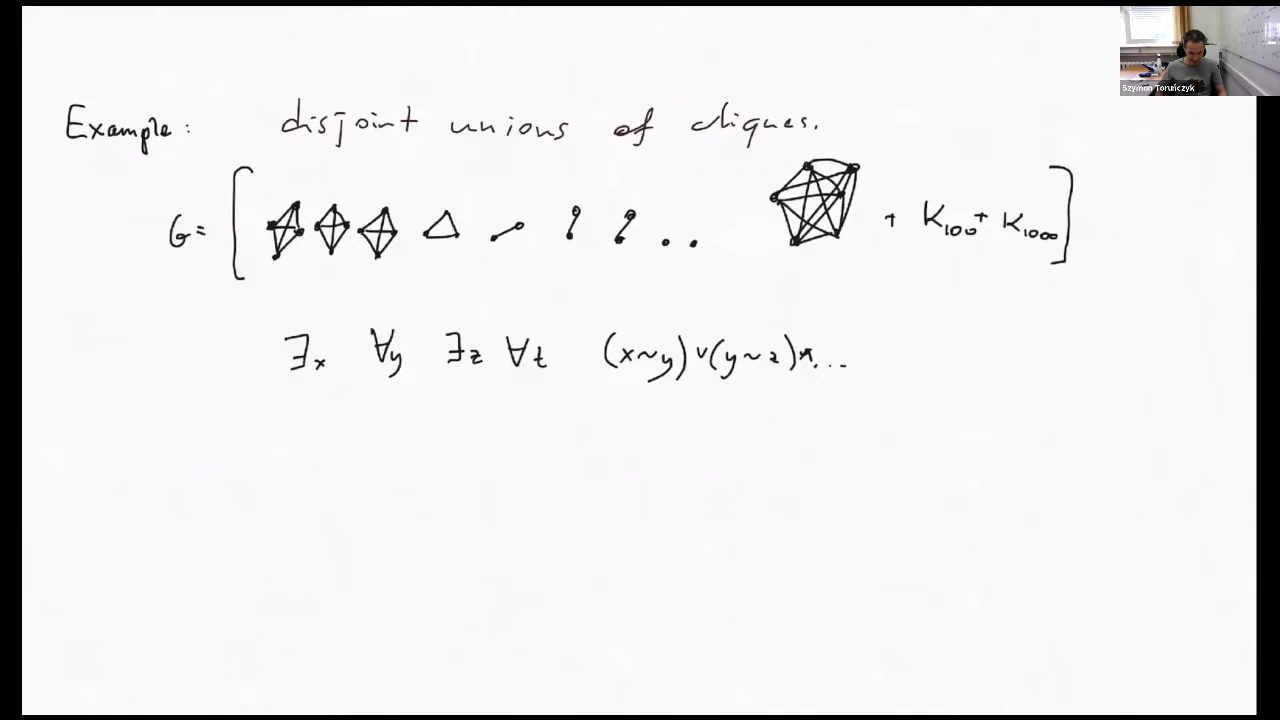 Szymon Toruńczyk
Example: disjoint unions of cliques.
G = [ + K₁₀₀ + K₁₀₀₀ ]
∃x ∀y ∃z ∀t (x~y) ∨ (y~z) ∧ ...